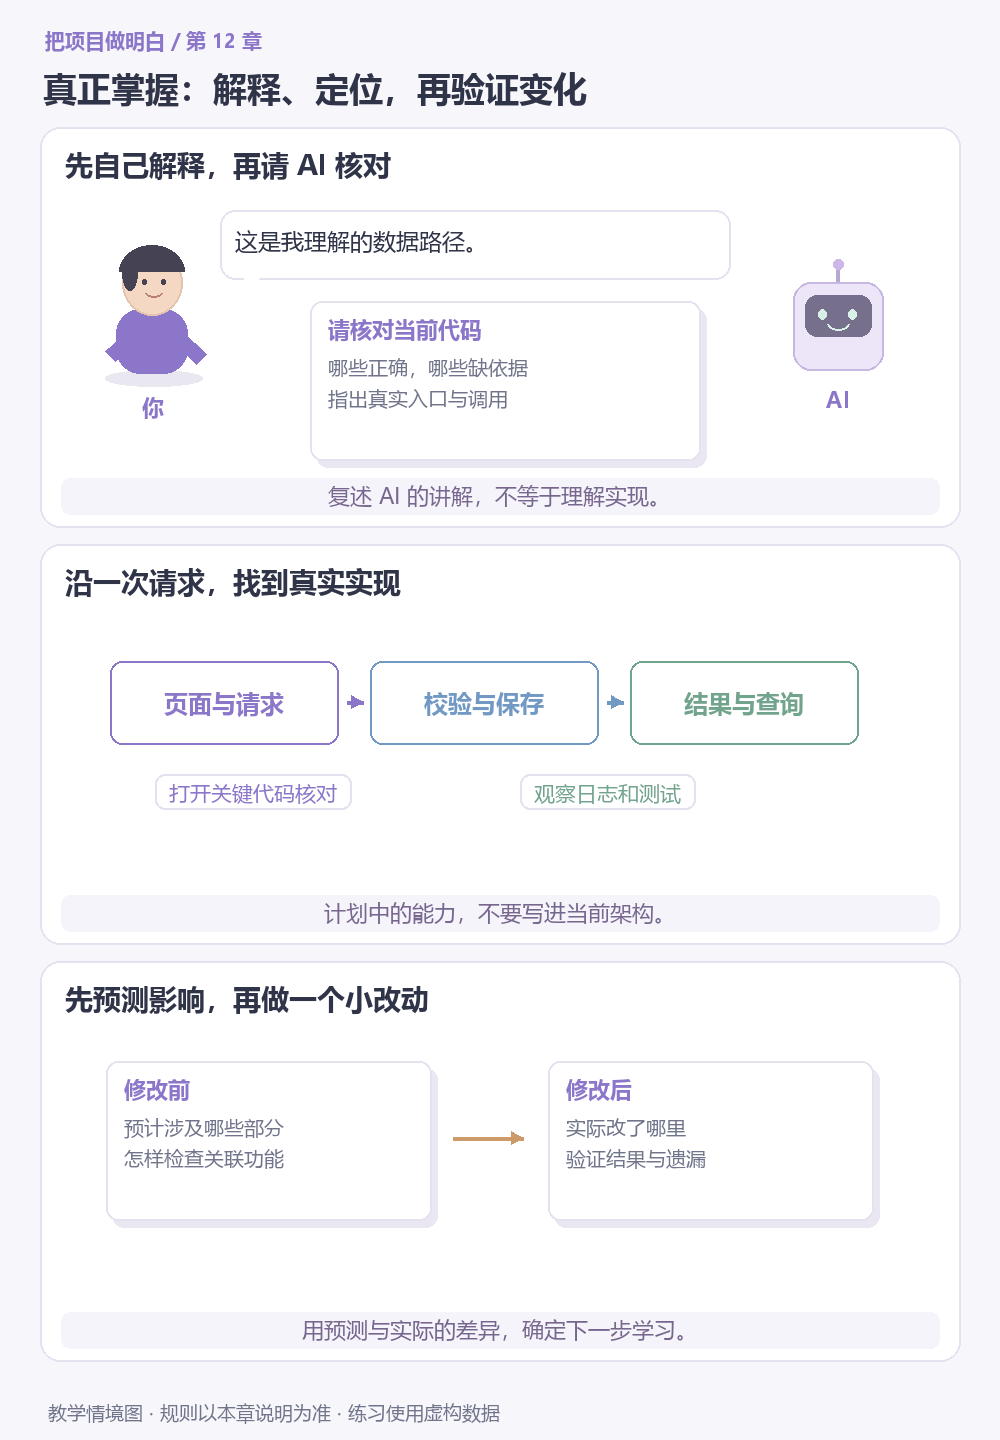 把项目做明白 / 第 12 章
真正掌握：解释、定位，再验证变化
先自己解释，再请 AI 核对
这是我理解的数据路径。
请核对当前代码
哪些正确，哪些缺依据
指出真实入口与调用
你
AI
复述 AI 的讲解，不等于理解实现。
沿一次请求，找到真实实现
页面与请求
校验与保存
结果与查询
打开关键代码核对
观察日志和测试
计划中的能力，不要写进当前架构。
先预测影响，再做一个小改动
修改前
预计涉及哪些部分
怎样检查关联功能
修改后
实际改了哪里
验证结果与遗漏
用预测与实际的差异，确定下一步学习。
教学情境图 · 规则以本章说明为准 · 练习使用虚构数据